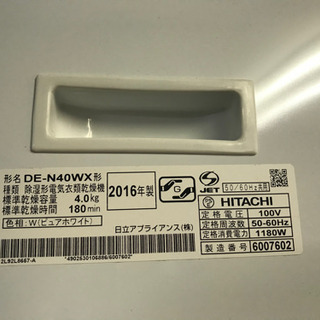 形名 DE-N40WX形
種類 除湿形電気衣類乾燥機
標準乾燥容量 4.0kg
標準乾燥時間 180min
色相:W(ピュアホワイト)
2L92L8667-A
*4902530106886/6007602*
2016年製
日立アプライアンス(株)
S JET
50/60Hz共用
HITACHI
定格電圧 100V
定格周波数 50-60Hz
定格消費電力 1180W
製造番号 6007602